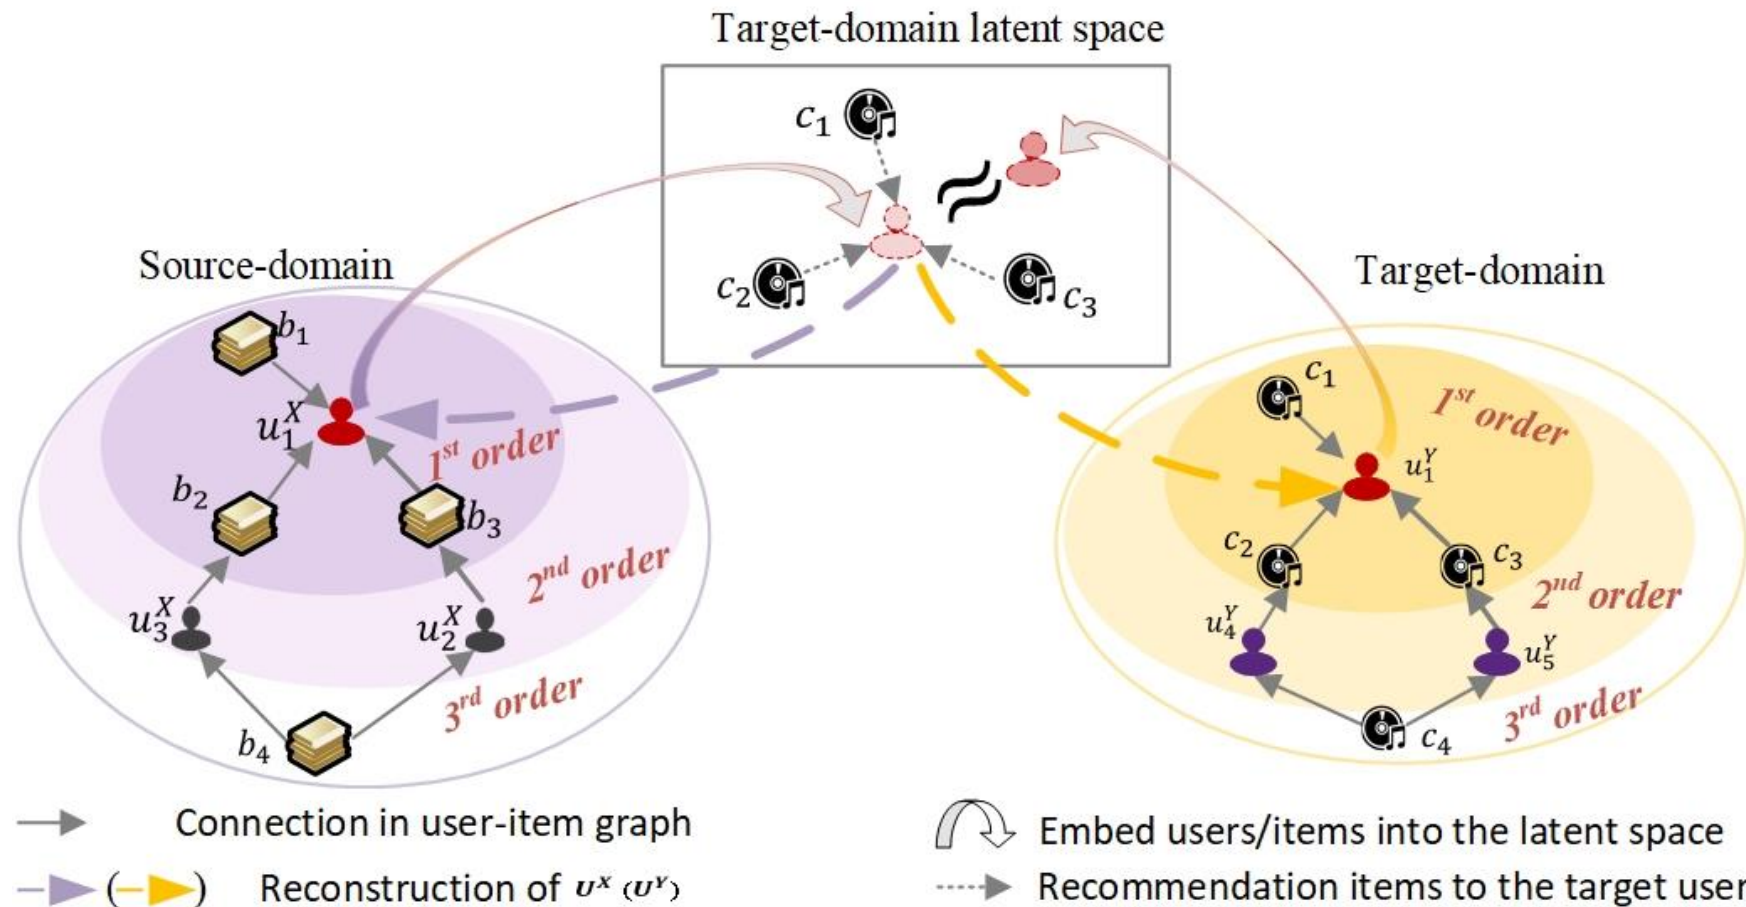 Target-domain latent space
c₁
c₂
c₃
Source-domain
b₁
u₁ˣ
1st order
b₂
b₃
2nd order
u₃ˣ
u₂ˣ
3rd order
b₄
Target-domain
c₁
1st order
u₁ʸ
c₂
c₃
2nd order
u₄ʸ
u₅ʸ
3rd order
c₄
Connection in user-item graph
( ) Reconstruction of Uˣ (Uʸ)
Embed users/items into the latent space
Recommendation items to the target user